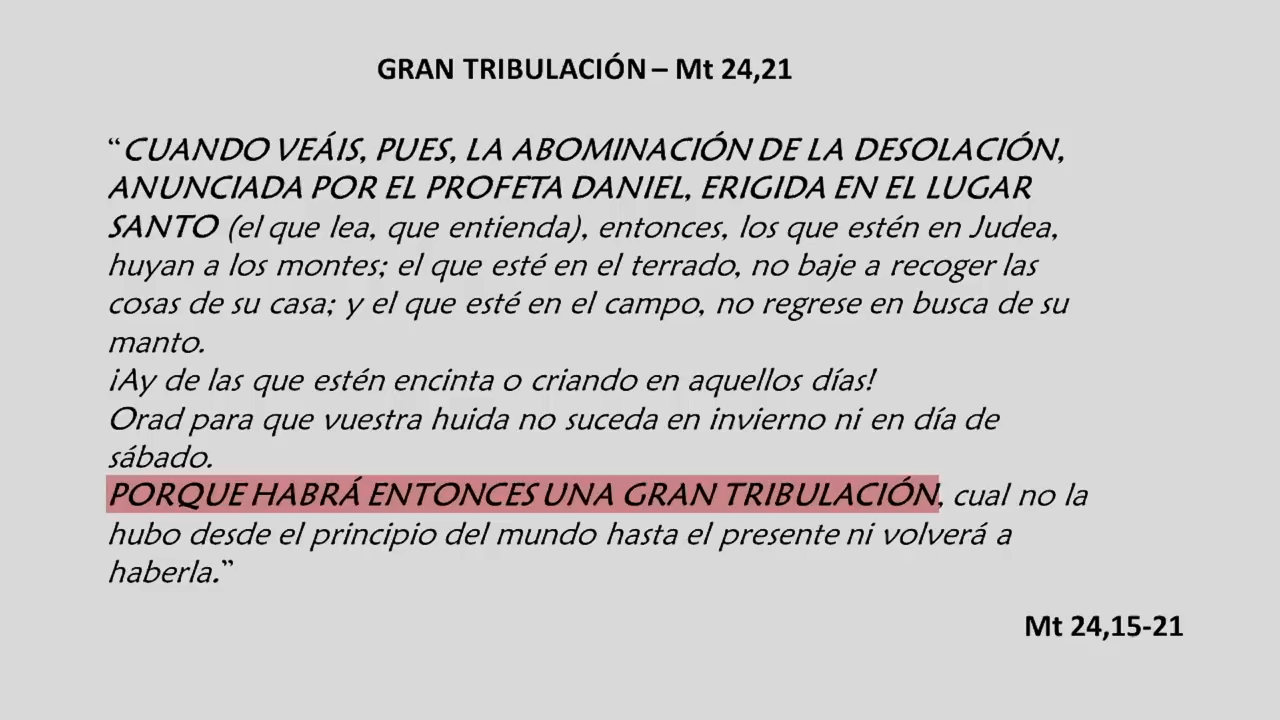 GRAN TRIBULACIÓN – Mt 24,21
“CUANDO VEÁIS, PUES, LA ABOMINACIÓN DE LA DESOLACIÓN,
ANUNCIADA POR EL PROFETA DANIEL, ERIGIDA EN EL LUGAR
SANTO (el que lea, que entienda), entonces, los que estén en Judea,
huyan a los montes; el que esté en el terrado, no baje a recoger las
cosas de su casa; y el que esté en el campo, no regrese en busca de su
manto.
¡Ay de las que estén encinta o criando en aquellos días!
Orad para que vuestra huida no suceda en invierno ni en día de
sábado.
PORQUE HABRÁ ENTONCES UNA GRAN TRIBULACIÓN, cual no la
hubo desde el principio del mundo hasta el presente ni volverá a
haberla.”
Mt 24,15-21